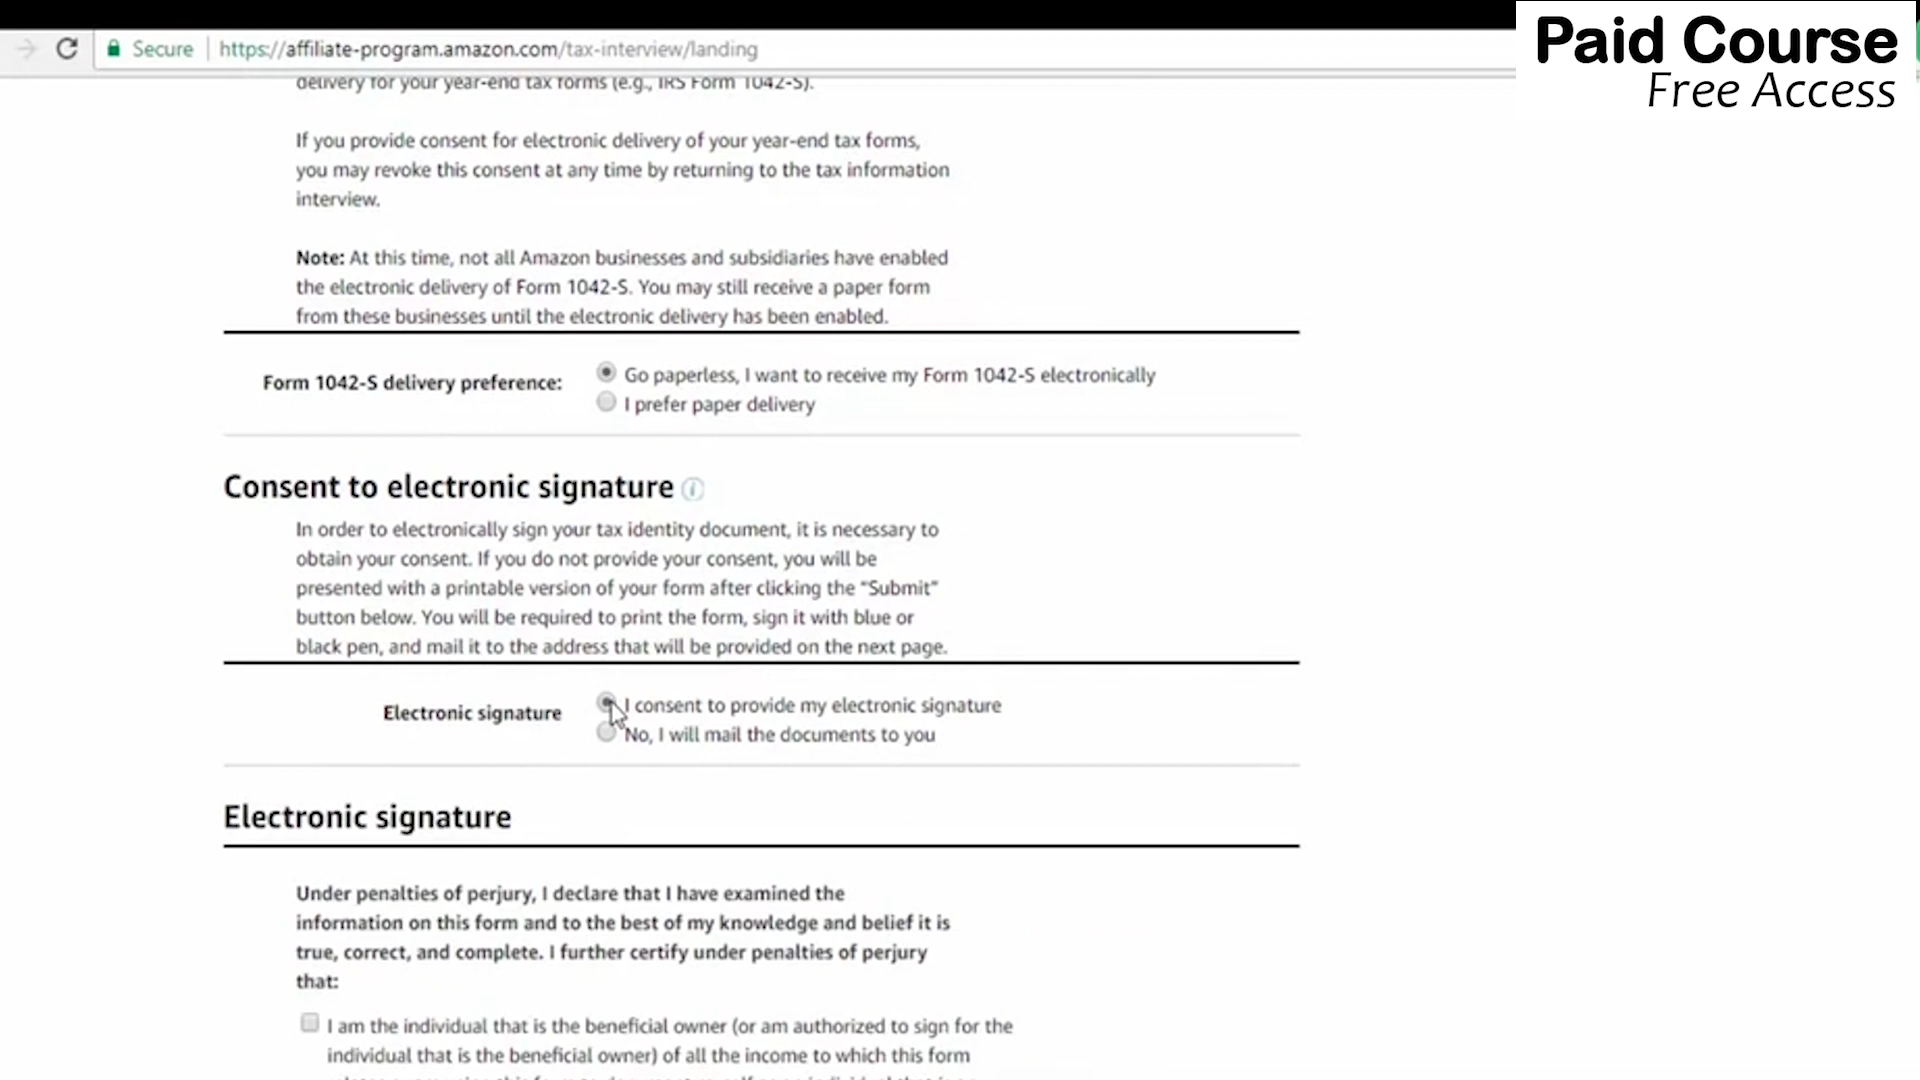 Paid Course
Free Access
Secure
https://affiliate-program.amazon.com/tax-interview/landing
delivery for your year-end tax forms (e.g., IRS Form 1042-S).
If you provide consent for electronic delivery of your year-end tax forms,
you may revoke this consent at any time by returning to the tax information
interview.
Note: At this time, not all Amazon businesses and subsidiaries have enabled
the electronic delivery of Form 1042-S. You may still receive a paper form
from these businesses until the electronic delivery has been enabled.
Form 1042-S delivery preference:
Go paperless, I want to receive my Form 1042-S electronically
I prefer paper delivery
Consent to electronic signature
In order to electronically sign your tax identity document, it is necessary to
obtain your consent. If you do not provide your consent, you will be
presented with a printable version of your form after clicking the "Submit"
button below. You will be required to print the form, sign it with blue or
black pen, and mail it to the address that will be provided on the next page.
Electronic signature
I consent to provide my electronic signature
No, I will mail the documents to you
Electronic signature
Under penalties of perjury, I declare that I have examined the
information on this form and to the best of my knowledge and belief it is
true, correct, and complete. I further certify under penalties of perjury
that:
I am the individual that is the beneficial owner (or am authorized to sign for the
individual that is the beneficial owner) of all the income to which this form